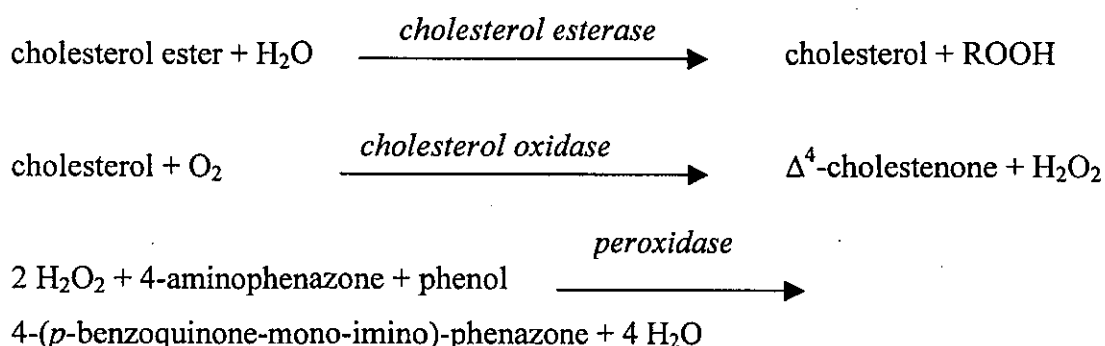 cholesterol ester + H₂O cholesterol esterase cholesterol + ROOH
cholesterol + O₂ cholesterol oxidase Δ⁴-cholestenone + H₂O₂
2 H₂O₂ + 4-aminophenazone + phenol peroxidase
4-(p-benzoquinone-mono-imino)-phenazone + 4 H₂O